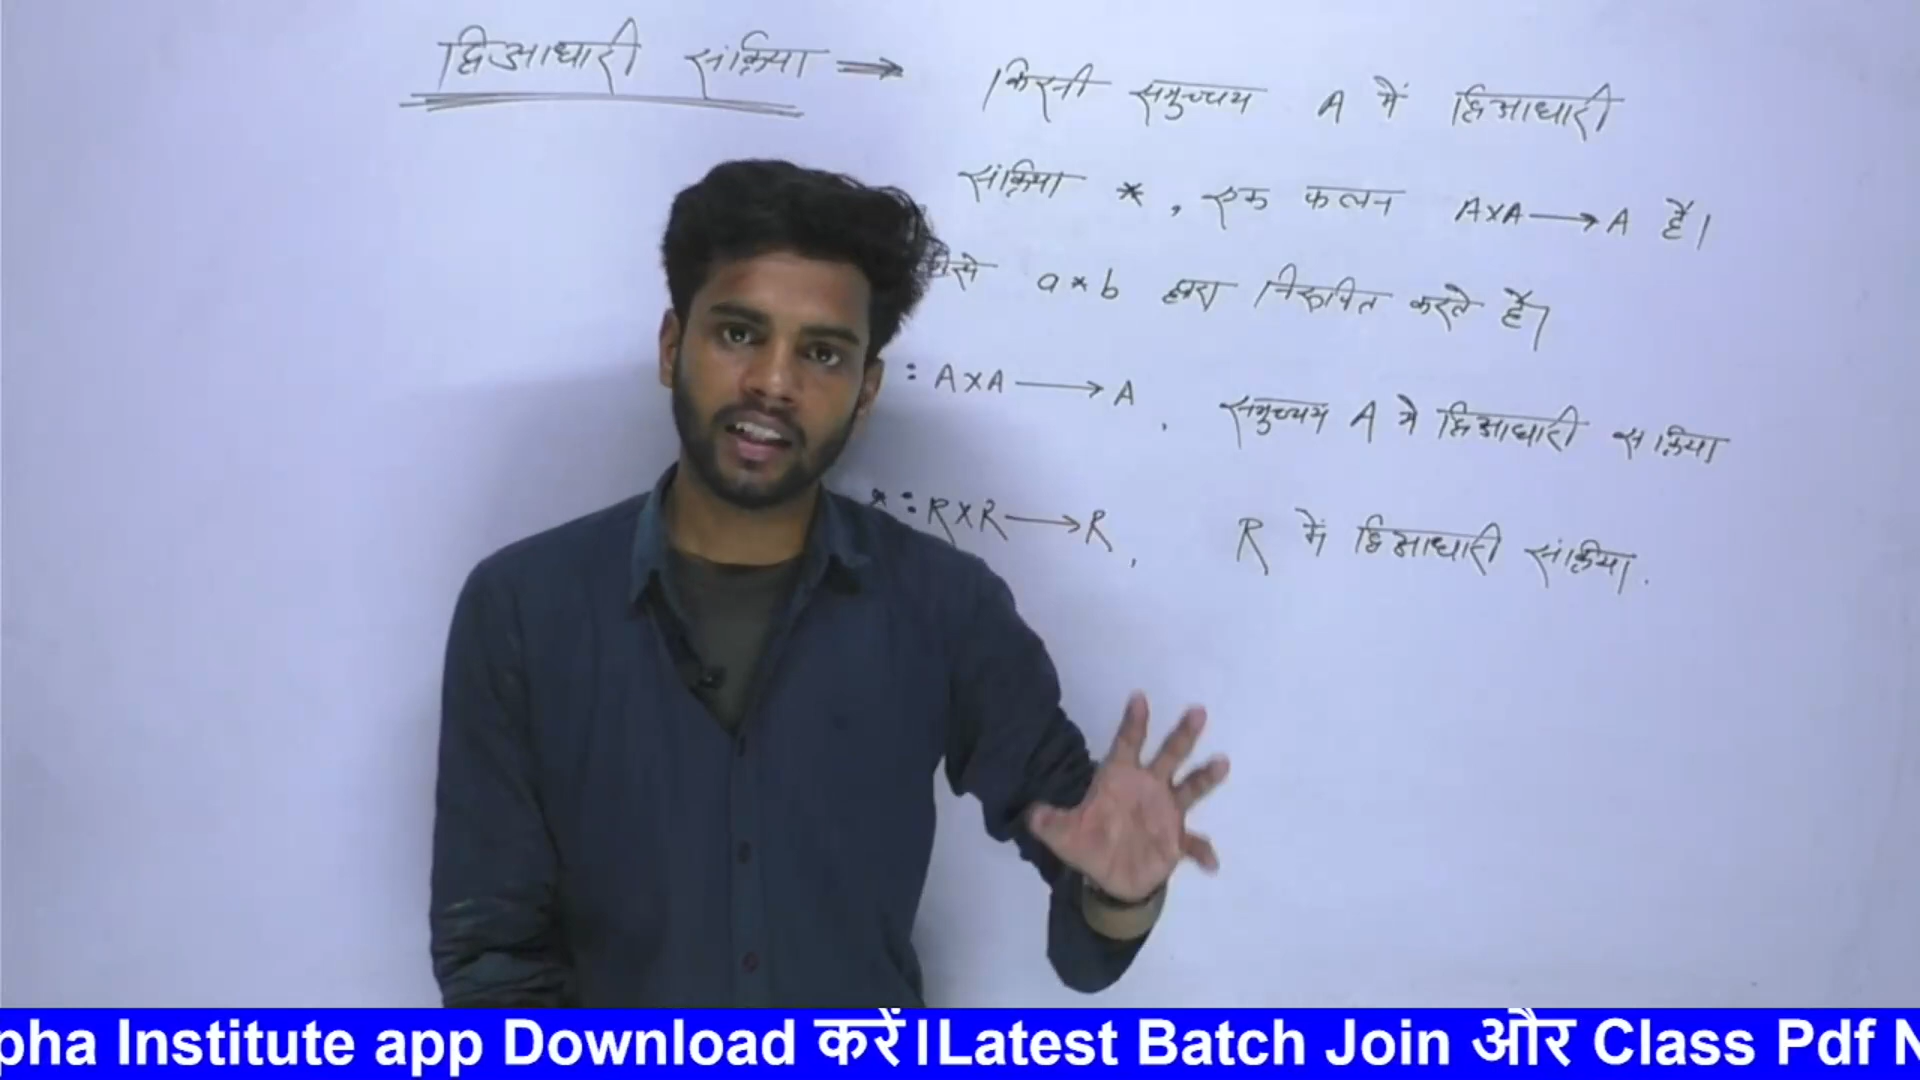 द्विआधारी संक्रिया → किसी समुच्चय A में द्विआधारी
संक्रिया *, एक फलन A×A → A है।
a*b द्वारा निरूपित करते हैं।
: A×A → A, समुच्चय A मे द्विआधारी संक्रिया
* : R×R → R, R में द्विआधारी संक्रिया.
pha Institute app Download करें।Latest Batch Join और Class Pdf N